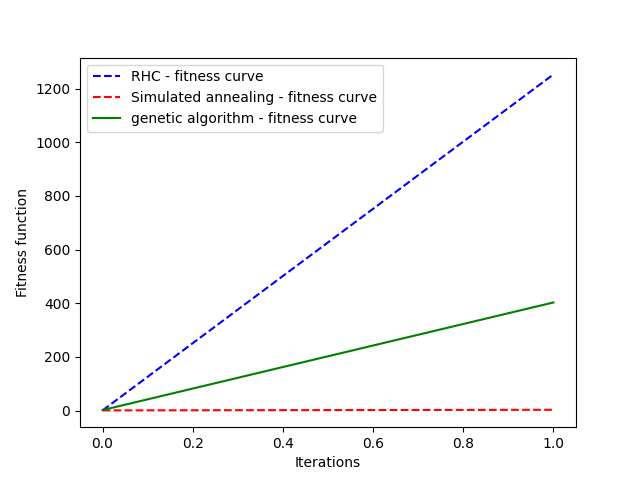 RHC - fitness curve
Simulated annealing - fitness curve
genetic algorithm - fitness curve
1200
1000
800
600
400
200
0
Fitness function
0.0 0.2 0.4 0.6 0.8 1.0
Iterations